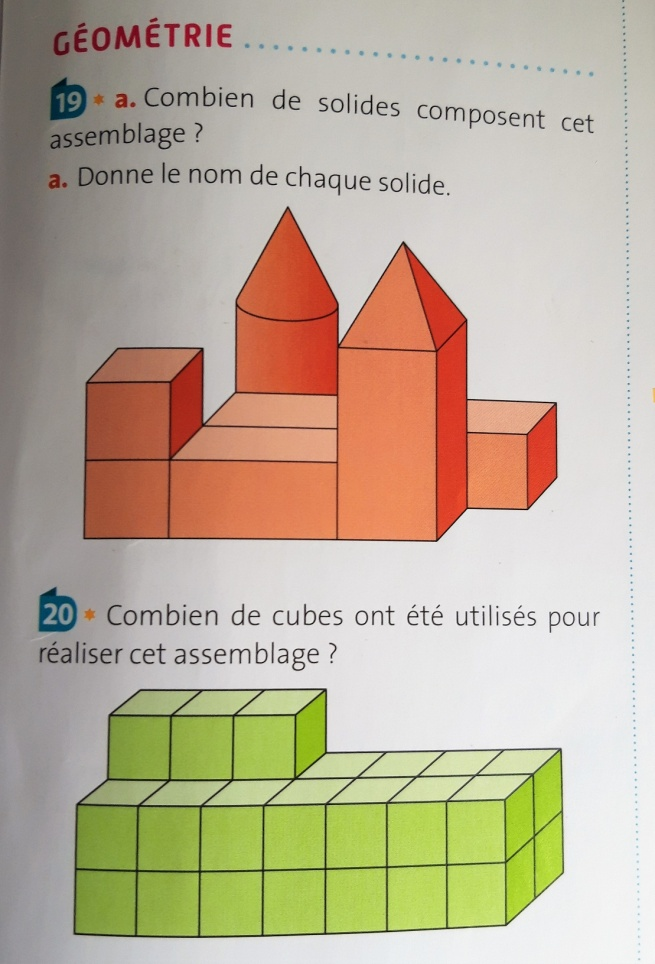 GÉOMÉTRIE
19 * a. Combien de solides composent cet
assemblage ?
a. Donne le nom de chaque solide.
20 * Combien de cubes ont été utilisés pour
réaliser cet assemblage ?